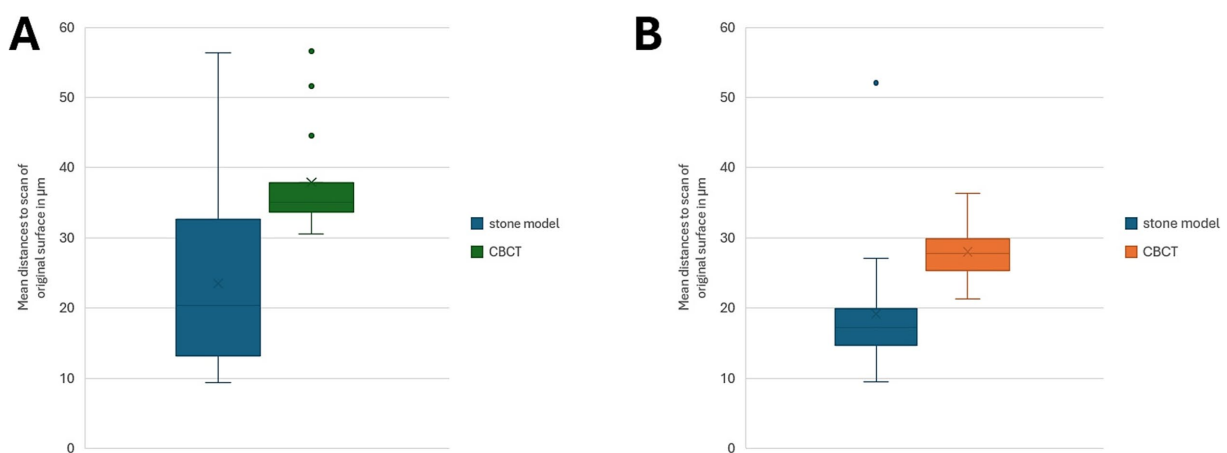 A
60
50
40
30
20
10
0
Mean distances to scan of
original surface in µm
stone model
CBCT
B
60
50
40
30
20
10
0
Mean distances to scan of
original surface in µm
stone model
CBCT